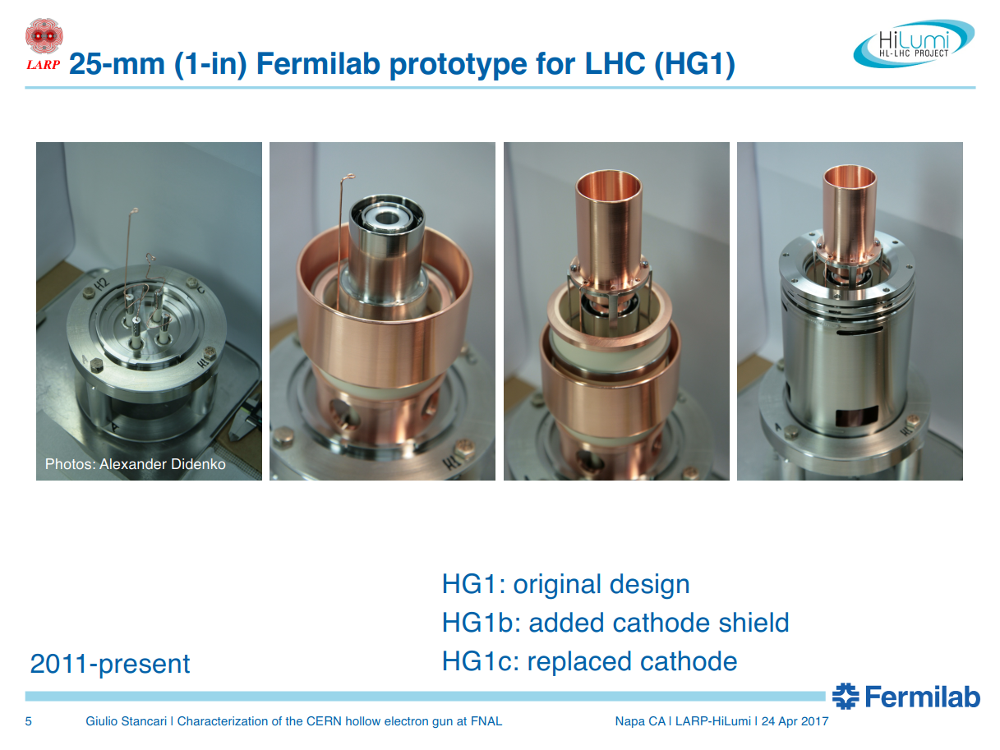 LARP
25-mm (1-in) Fermilab prototype for LHC (HG1)
HiLumi
HL-LHC PROJECT
H2
C
A
H1
A
Photos: Alexander Didenko
H1
A
H1
HG1: original design
HG1b: added cathode shield
HG1c: replaced cathode
2011-present
Fermilab
5
Giulio Stancari | Characterization of the CERN hollow electron gun at FNAL
Napa CA | LARP-HiLumi | 24 Apr 2017